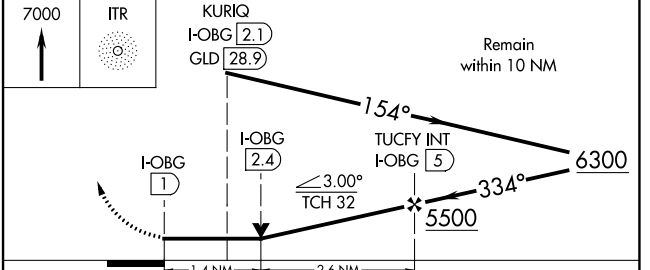 7000
ITR
KURIQ
I-OBG 2.1
GLD 28.9
Remain
within 10 NM
154°
I-OBG
2.4
TUCFY INT
I-OBG 5
6300
I-OBG
1
3.00°
TCH 32
334°
5500
1.4 NM
2.6 NM